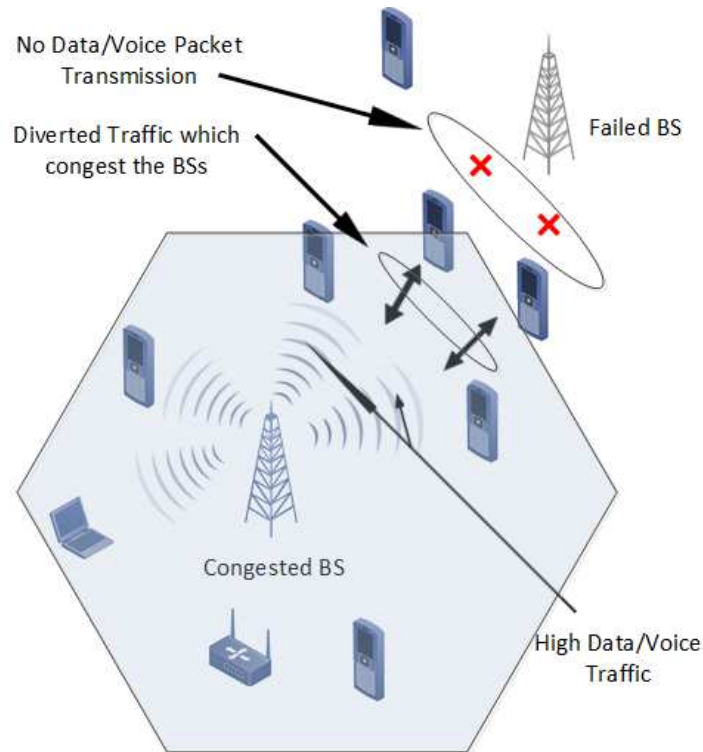 No Data/Voice Packet
Transmission
Failed BS
Diverted Traffic which
congest the BSs
Congested BS
High Data/Voice
Traffic